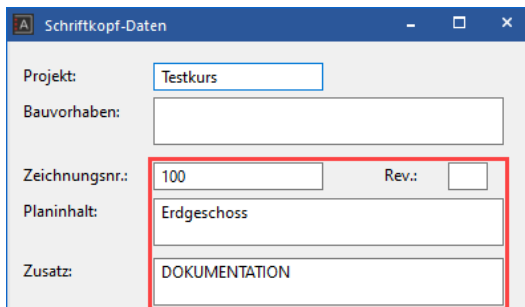 Schriftkopf-Daten
Projekt: Testkurs
Bauvorhaben:
Zeichnungsnr.: 100 Rev.:
Planinhalt: Erdgeschoss
Zusatz: DOKUMENTATION